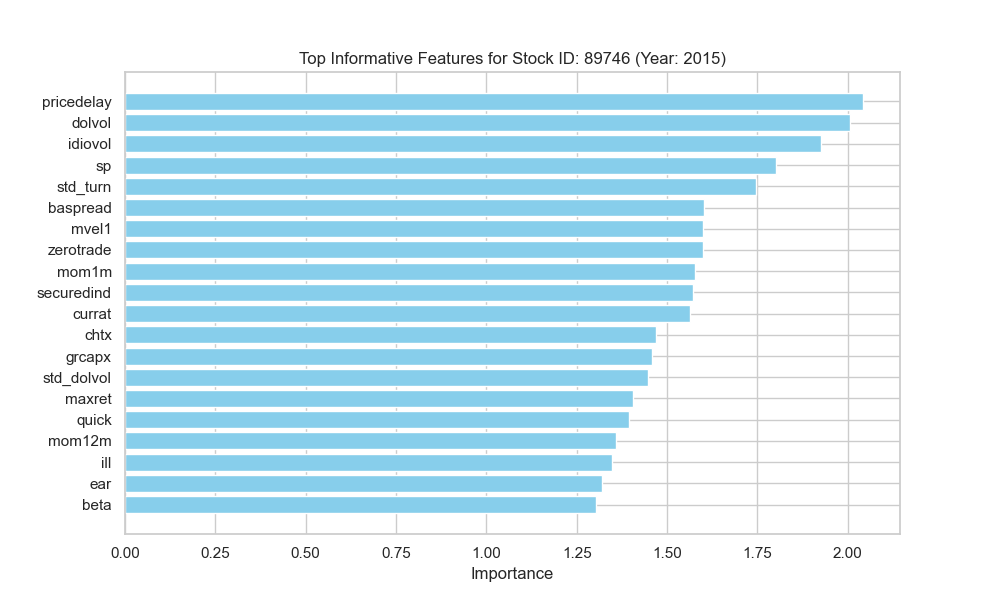 Top Informative Features for Stock ID: 89746 (Year: 2015)
pricedelay
dolvol
idiovol
sp
std_turn
baspread
mvel1
zerotrade
mom1m
securedind
currat
chtx
grcapx
std_dolvol
maxret
quick
mom12m
ill
ear
beta
0.00 0.25 0.50 0.75 1.00 1.25 1.50 1.75 2.00
Importance